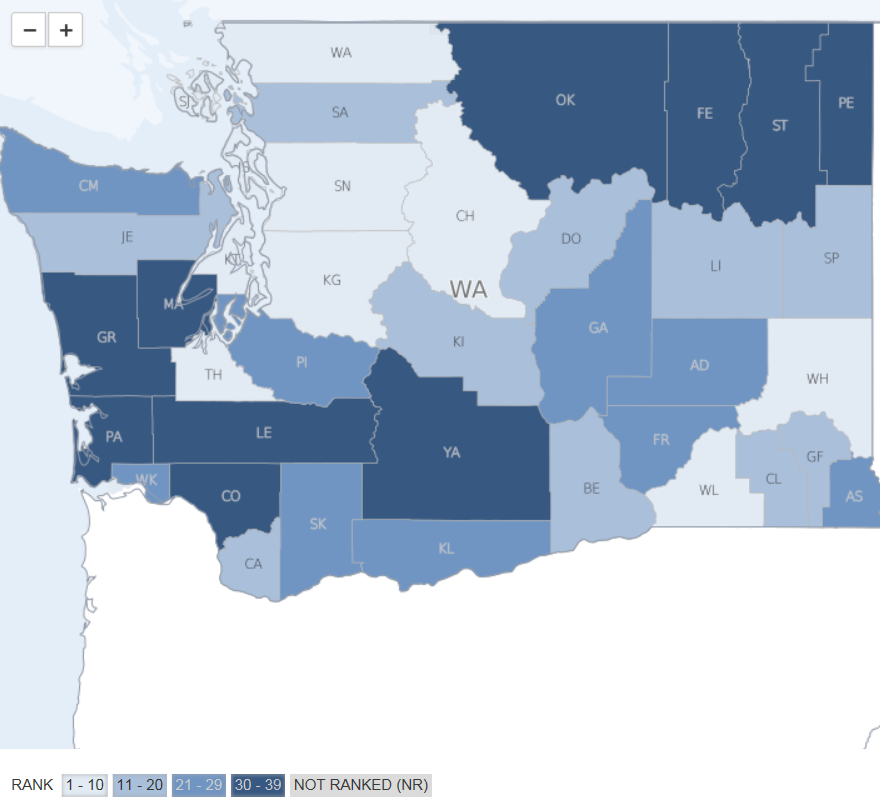 − +
WA
OK
SJ
SA
FE
ST
PE
CM
SN
IS
CH
JE
DO
KT
KG
LI
SP
MA
WA
GR
KI
GA
PI
AD
TH
WH
PA
LE
FR
YA
GF
WK
CO
BE
WL
CL
AS
SK
KL
CA
RANK 1 - 10 11 - 20 21 - 29 30 - 39 NOT RANKED (NR)